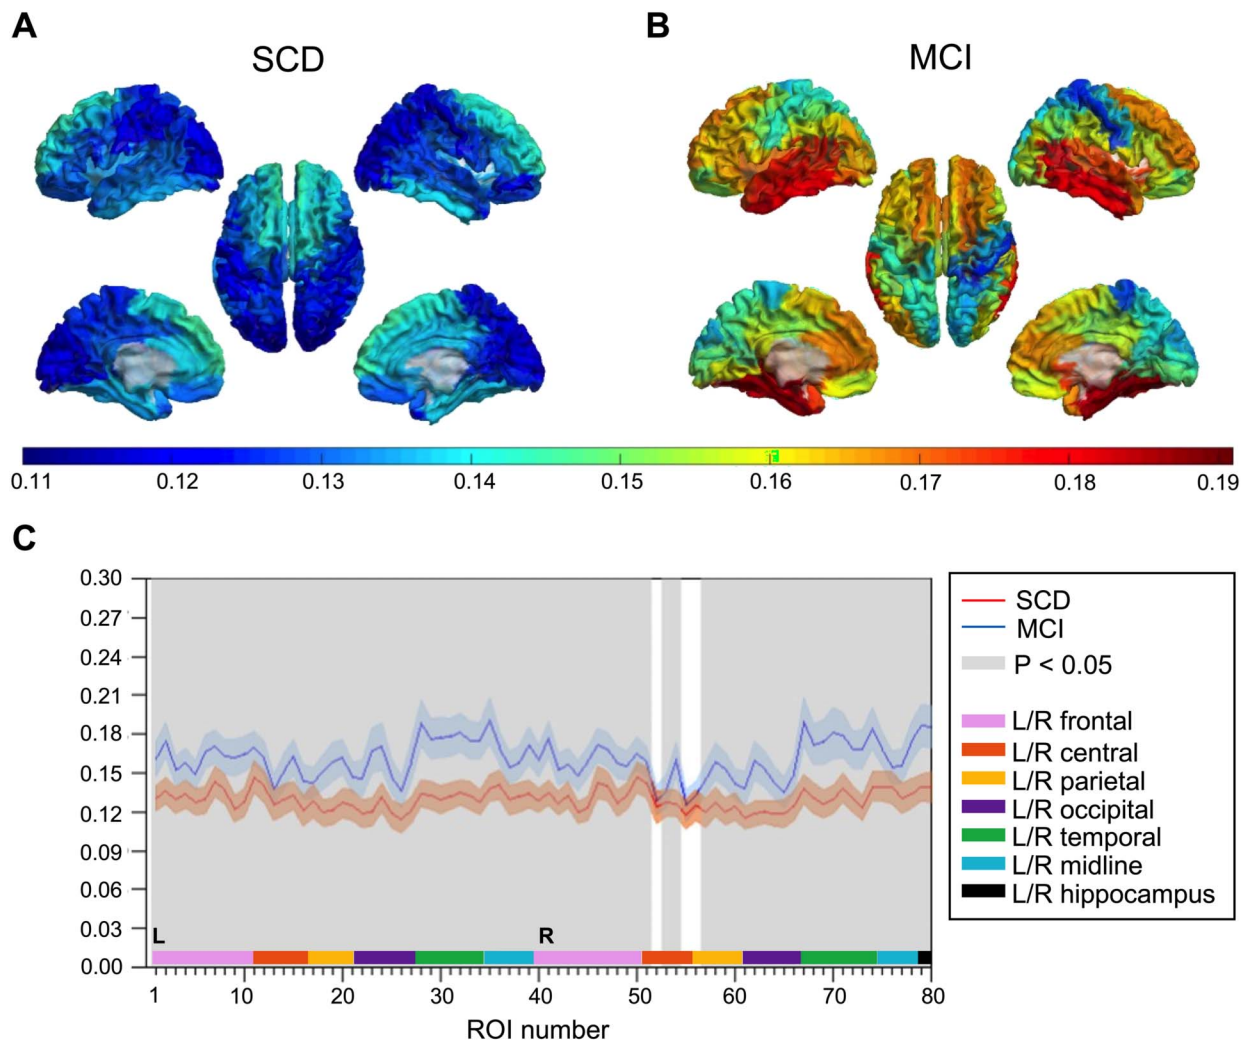 A
B
SCD
MCI
0.11 0.12 0.13 0.14 0.15 0.16 0.17 0.18 0.19
C
0.30
0.27
0.24
0.21
0.18
0.15
0.12
0.09
0.06
0.03
0.00
L
R
1 10 20 30 40 50 60 70 80
ROI number
SCD
MCI
P < 0.05
L/R frontal
L/R central
L/R parietal
L/R occipital
L/R temporal
L/R midline
L/R hippocampus